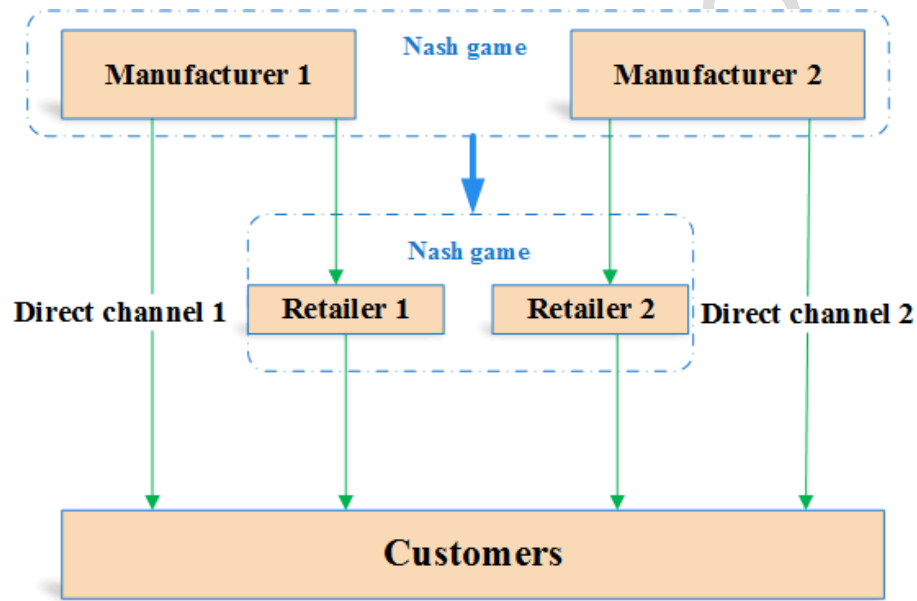 Nash game
Manufacturer 1
Manufacturer 2
Nash game
Direct channel 1
Retailer 1
Retailer 2
Direct channel 2
Customers